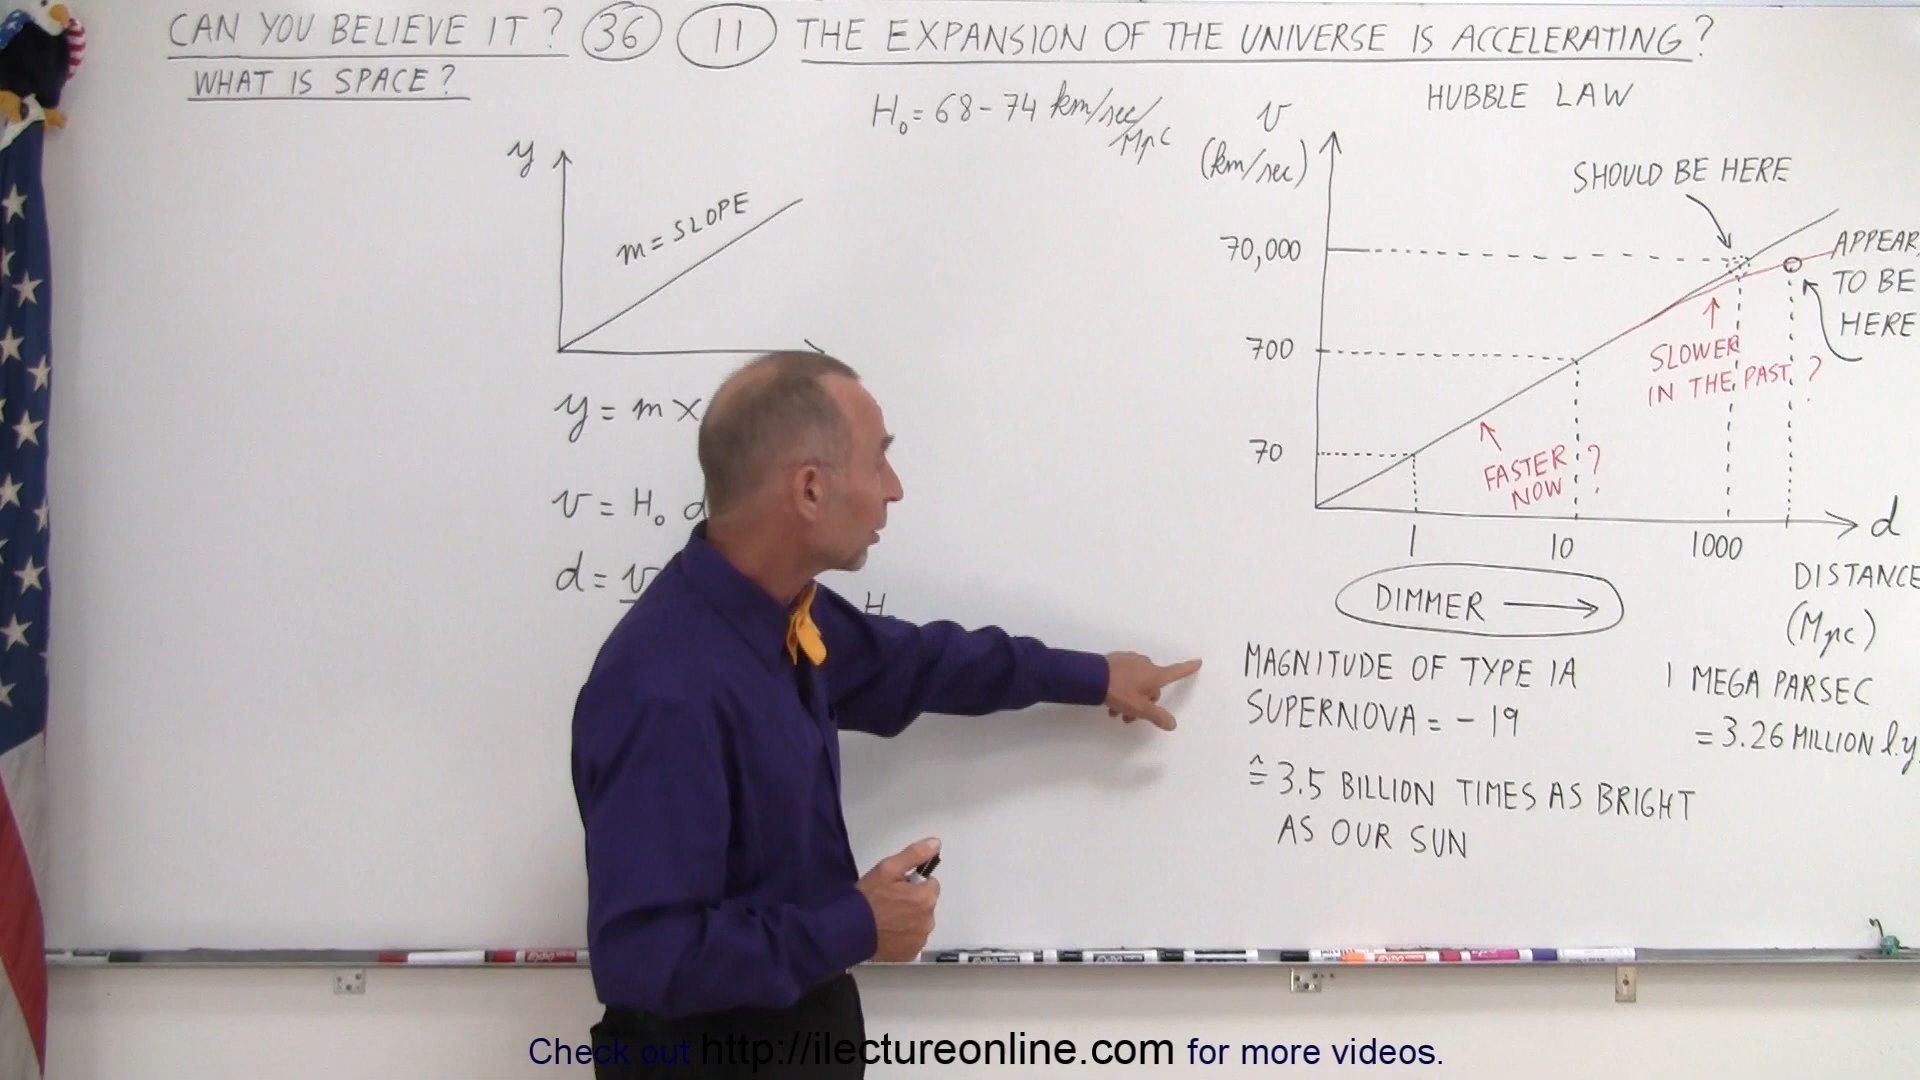 CAN YOU BELIEVE IT? 36 11 THE EXPANSION OF THE UNIVERSE IS ACCELERATING?
WHAT IS SPACE?
H₀ = 68 - 74 km/sec/Mpc
y
m = SLOPE
y = mx
v = H₀ d
d = v
H
HUBBLE LAW
v
(km/sec)
SHOULD BE HERE
70,000
APPEAR
TO BE
HERE
700
SLOWER
IN THE PAST ?
70
FASTER ?
NOW
1 10 1000 d
DISTANCE
(Mpc)
DIMMER →
MAGNITUDE OF TYPE 1A
SUPERNOVA = - 19
≙ 3.5 BILLION TIMES AS BRIGHT
AS OUR SUN
1 MEGA PARSEC
= 3.26 MILLION l.y.
Check out http://ilectureonline.com for more videos.